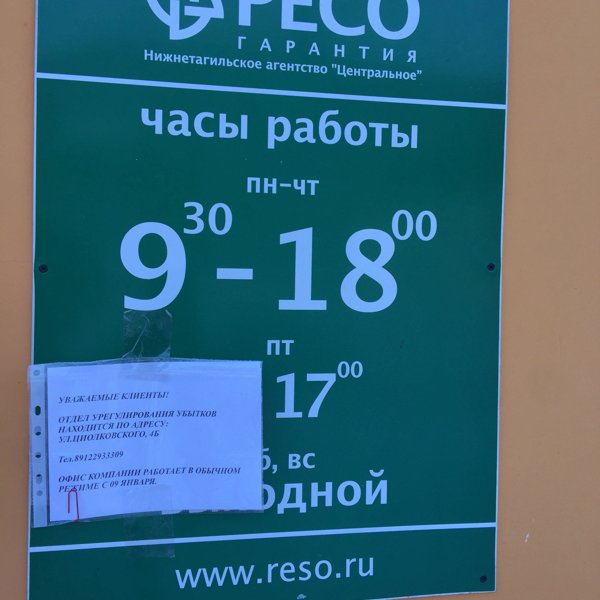 РЕСО
ГАРАНТИЯ
Нижнетагильское агентство "Центральное"
часы работы
пн-чт
9 30 - 18 00
пт
17 00
УВАЖАЕМЫЕ КЛИЕНТЫ!
ОТДЕЛ УРЕГУЛИРОВАНИЯ УБЫТКОВ
НАХОДИТСЯ ПО АДРЕСУ:
УЛ.ЦИОЛКОВСКОГО, 4Б
Тел.89122933309
ОФИС КОМПАНИИ РАБОТАЕТ В ОБЫЧНОМ
РЕЖИМЕ С 09 ЯНВАРЯ.
б, вс
одной
www.reso.ru